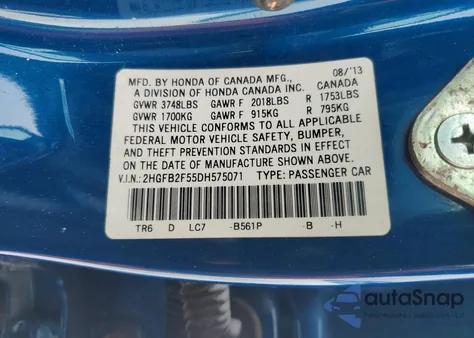 08/'13
MFD. BY HONDA OF CANADA MFG.,
A DIVISION OF HONDA CANADA INC. CANADA
GVWR 3748LBS GAWR F 2018LBS R 1753LBS
GVWR 1700KG GAWR F 915KG R 795KG
THIS VEHICLE CONFORMS TO ALL APPLICABLE
FEDERAL MOTOR VEHICLE SAFETY, BUMPER,
AND THEFT PREVENTION STANDARDS IN EFFECT
ON THE DATE OF MANUFACTURE SHOWN ABOVE.
V.I.N.: 2HGFB2F55DH575071 TYPE: PASSENGER CAR
TR6 D LC7 -B561P -B -H
autaSnap